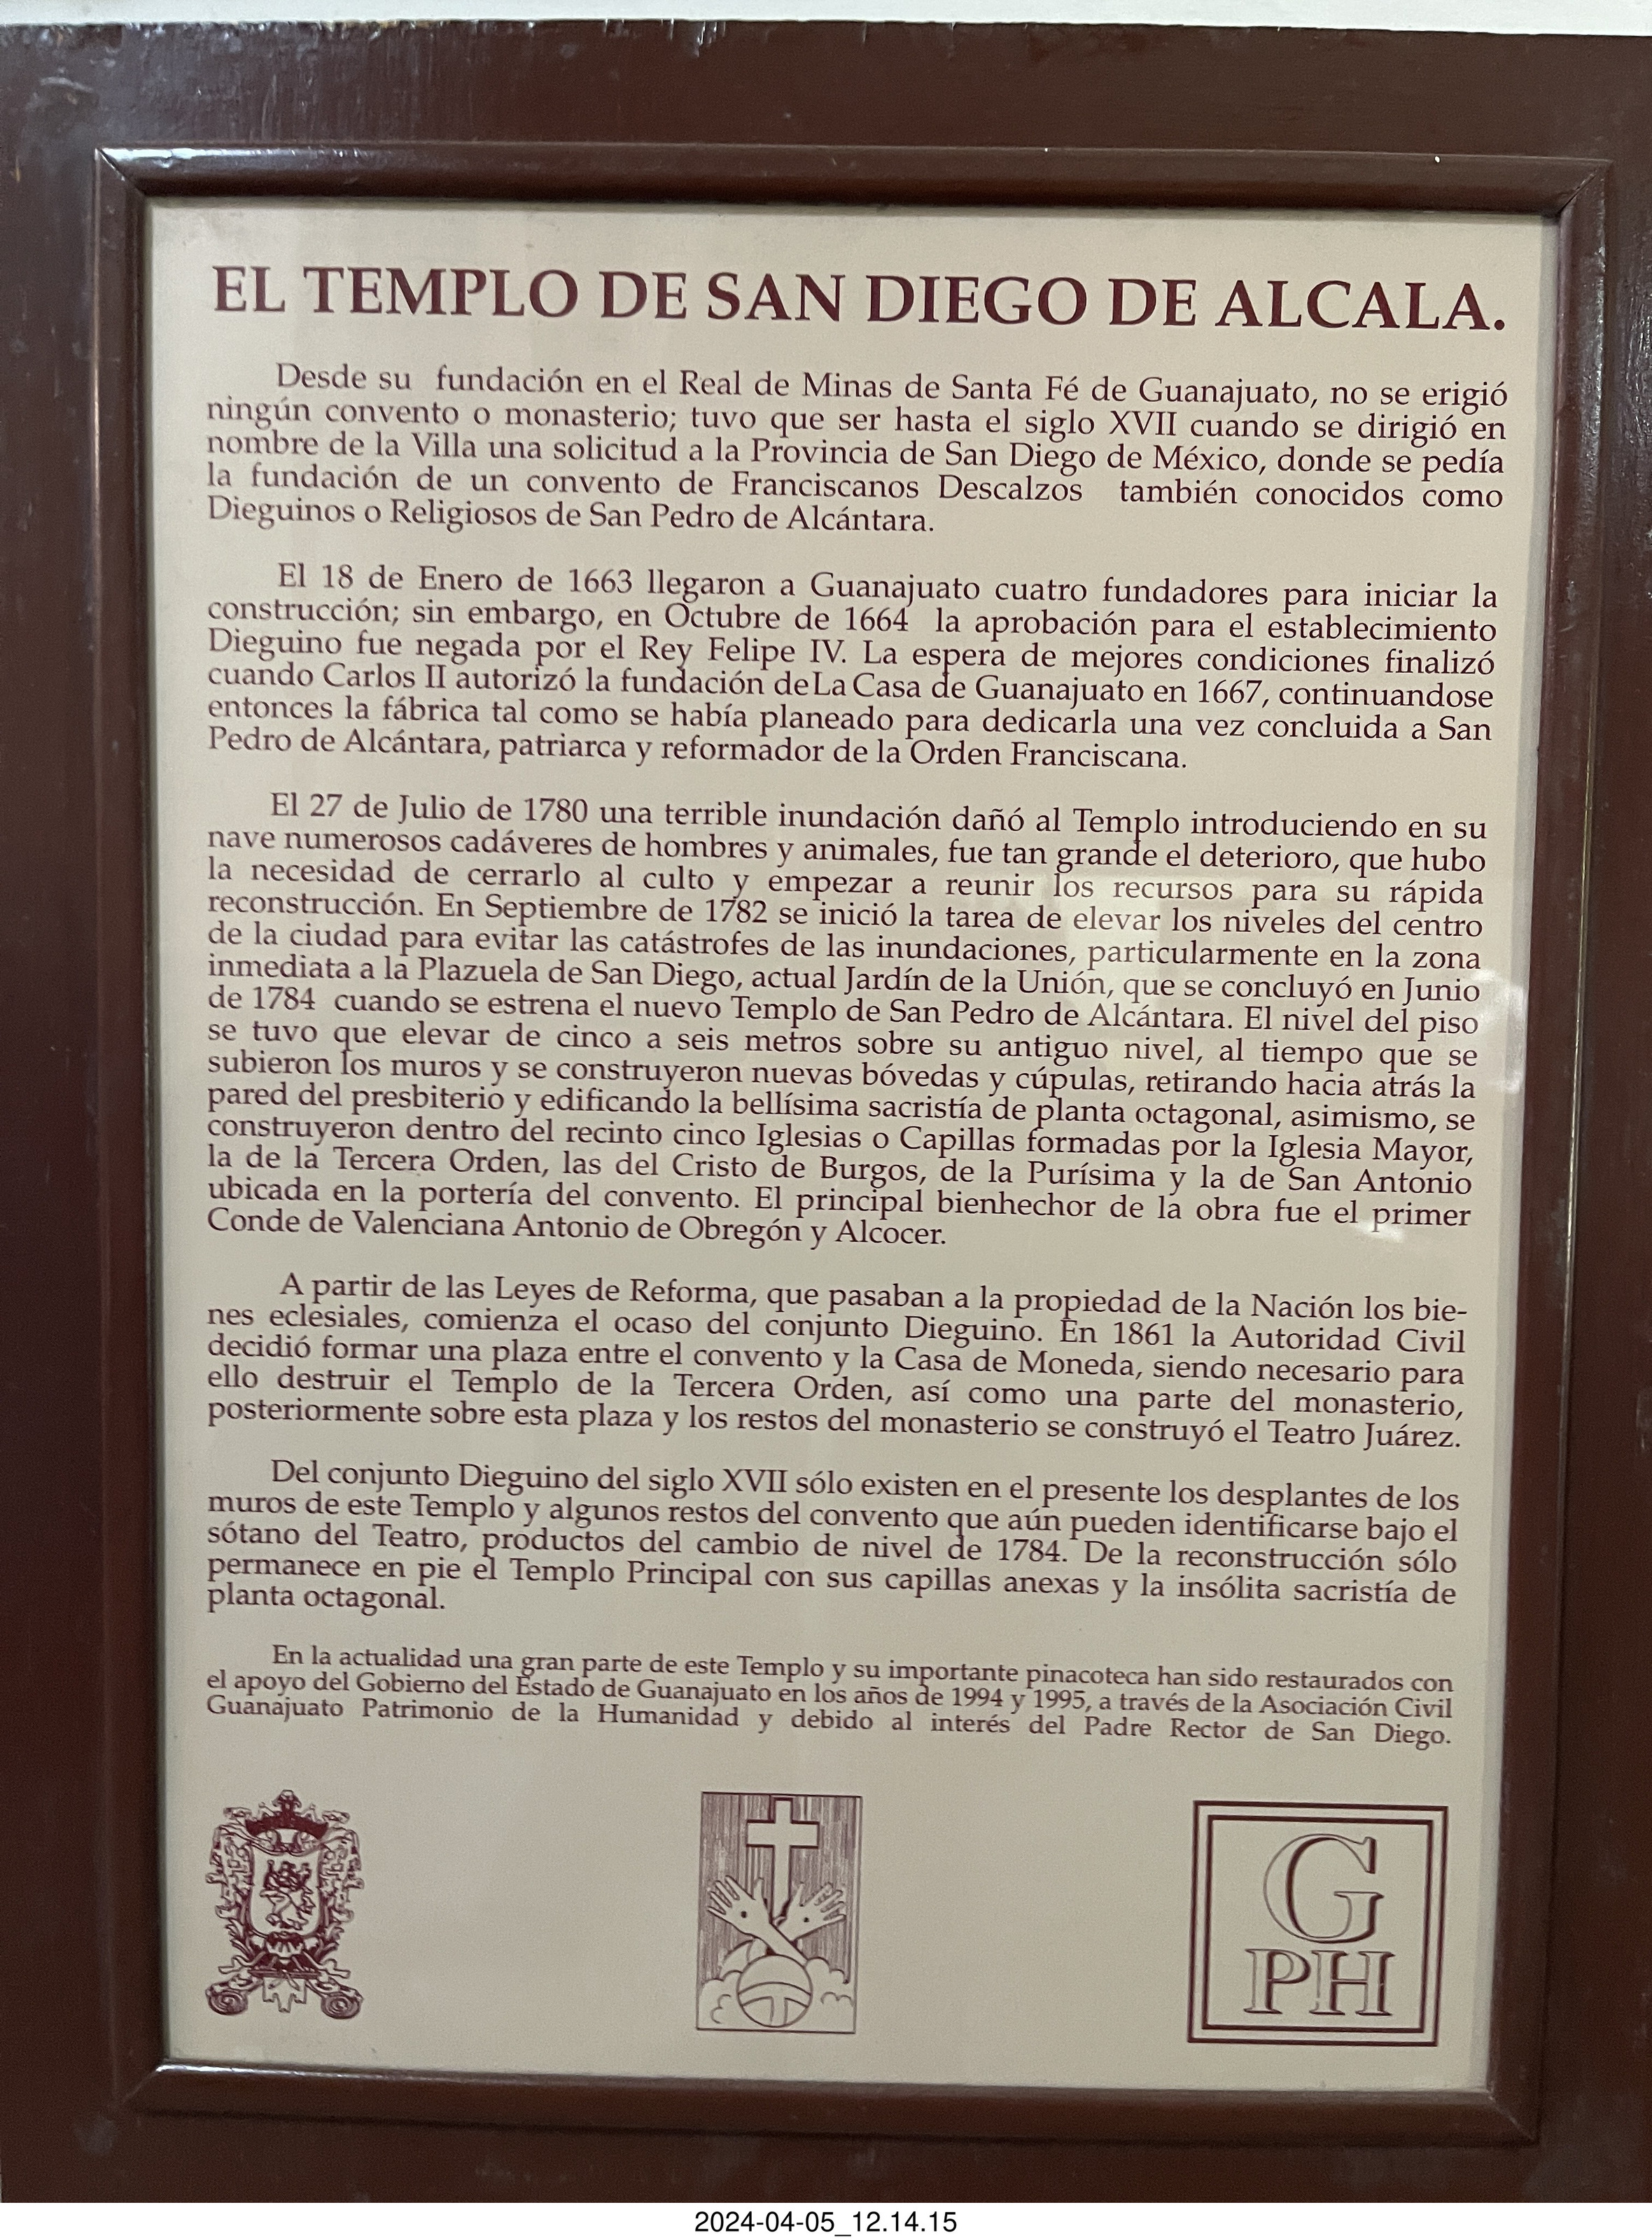 EL TEMPLO DE SAN DIEGO DE ALCALA.
Desde su fundación en el Real de Minas de Santa Fé de Guanajuato, no se erigió
ningún convento o monasterio; tuvo que ser hasta el siglo XVII cuando se dirigió en
nombre de la Villa una solicitud a la Provincia de San Diego de México, donde se pedía
la fundación de un convento de Franciscanos Descalzos también conocidos como
Dieguinos o Religiosos de San Pedro de Alcántara.
El 18 de Enero de 1663 llegaron a Guanajuato cuatro fundadores para iniciar la
construcción; sin embargo, en Octubre de 1664 la aprobación para el establecimiento
Dieguino fue negada por el Rey Felipe IV. La espera de mejores condiciones finalizó
cuando Carlos II autorizó la fundación de La Casa de Guanajuato en 1667, continuandose
entonces la fábrica tal como se había planeado para dedicarla una vez concluida a San
Pedro de Alcántara, patriarca y reformador de la Orden Franciscana.
El 27 de Julio de 1780 una terrible inundación dañó al Templo introduciendo en su
nave numerosos cadáveres de hombres y animales, fue tan grande el deterioro, que hubo
la necesidad de cerrarlo al culto y empezar a reunir los recursos para su rápida
reconstrucción. En Septiembre de 1782 se inició la tarea de elevar los niveles del centro
de la ciudad para evitar las catástrofes de las inundaciones, particularmente en la zona
inmediata a la Plazuela de San Diego, actual Jardín de la Unión, que se concluyó en Junio
de 1784 cuando se estrena el nuevo Templo de San Pedro de Alcántara. El nivel del piso
se tuvo que elevar de cinco a seis metros sobre su antiguo nivel, al tiempo que se
subieron los muros y se construyeron nuevas bóvedas y cúpulas, retirando hacia atrás la
pared del presbiterio y edificando la bellísima sacristía de planta octagonal, asimismo, se
construyeron dentro del recinto cinco Iglesias o Capillas formadas por la Iglesia Mayor,
la de la Tercera Orden, las del Cristo de Burgos, de la Purísima y la de San Antonio
ubicada en la portería del convento. El principal bienhechor de la obra fue el primer
Conde de Valenciana Antonio de Obregón y Alcocer.
A partir de las Leyes de Reforma, que pasaban a la propiedad de la Nación los bie-
nes eclesiales, comienza el ocaso del conjunto Dieguino. En 1861 la Autoridad Civil
decidió formar una plaza entre el convento y la Casa de Moneda, siendo necesario para
ello destruir el Templo de la Tercera Orden, así como una parte del monasterio,
posteriormente sobre esta plaza y los restos del monasterio se construyó el Teatro Juárez.
Del conjunto Dieguino del siglo XVII sólo existen en el presente los desplantes de los
muros de este Templo y algunos restos del convento que aún pueden identificarse bajo el
sótano del Teatro, productos del cambio de nivel de 1784. De la reconstrucción sólo
permanece en pie el Templo Principal con sus capillas anexas y la insólita sacristía de
planta octagonal.
En la actualidad una gran parte de este Templo y su importante pinacoteca han sido restaurados con
el apoyo del Gobierno del Estado de Guanajuato en los años de 1994 y 1995, a través de la Asociación Civil
Guanajuato Patrimonio de la Humanidad y debido al interés del Padre Rector de San Diego.
G
PH
2024-04-05_12.14.15